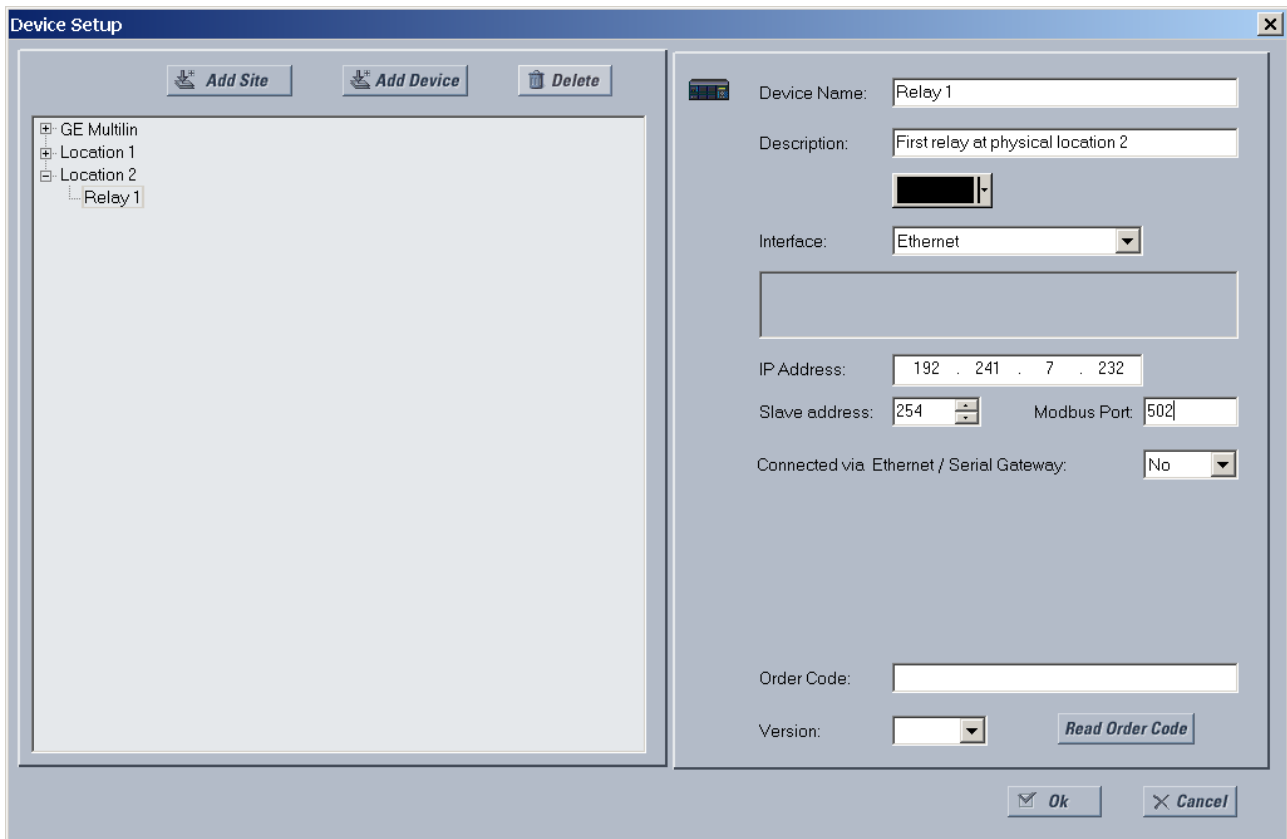 Device Setup
Add Site
Add Device
Delete
GE Multilin
Location 1
Location 2
Relay 1
Device Name: Relay 1
Description: First relay at physical location 2
Interface: Ethernet
IP Address: 192 . 241 . 7 . 232
Slave address: 254 Modbus Port: 502
Connected via Ethernet / Serial Gateway: No
Order Code:
Version:
Read Order Code
Ok
Cancel